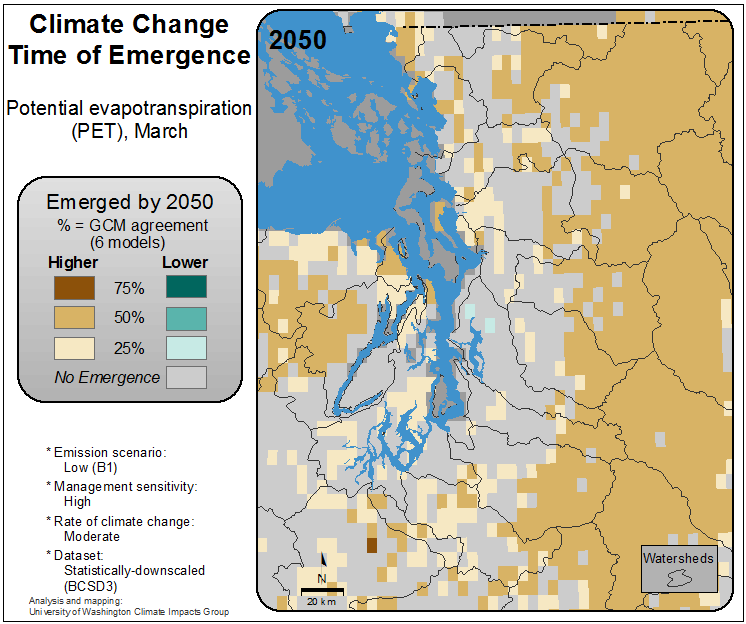 Climate Change
Time of Emergence
Potential evapotranspiration
(PET), March
Emerged by 2050
% = GCM agreement
(6 models)
Higher Lower
75%
50%
25%
No Emergence
* Emission scenario:
Low (B1)
* Management sensitivity:
High
* Rate of climate change:
Moderate
* Dataset:
Statistically-downscaled
(BCSD3)
Analysis and mapping:
University of Washington Climate Impacts Group
2050
N
20 km
Watersheds